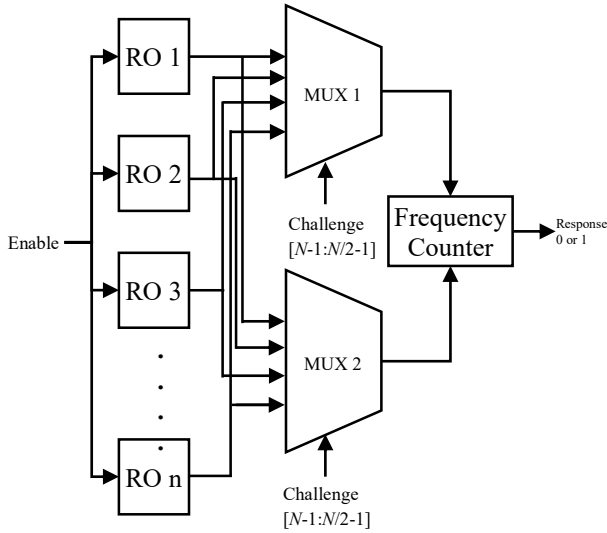 RO 1
MUX 1
RO 2
Enable
Challenge
[N-1:N/2-1]
Frequency
Counter
Response
0 or 1
RO 3
MUX 2
RO n
Challenge
[N-1:N/2-1]